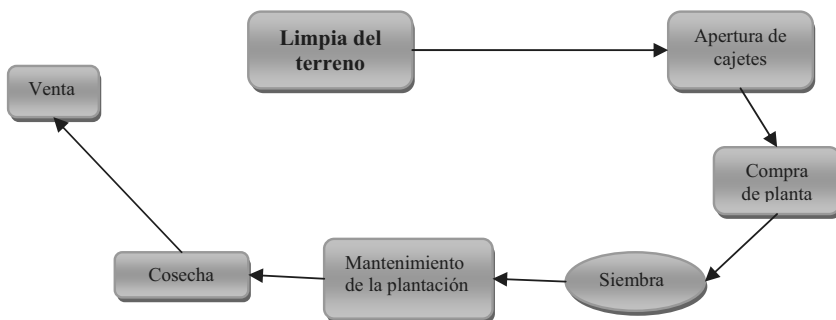 Limpia del
terreno
Apertura de
cajetes
Compra
de planta
Siembra
Mantenimiento
de la plantación
Cosecha
Venta